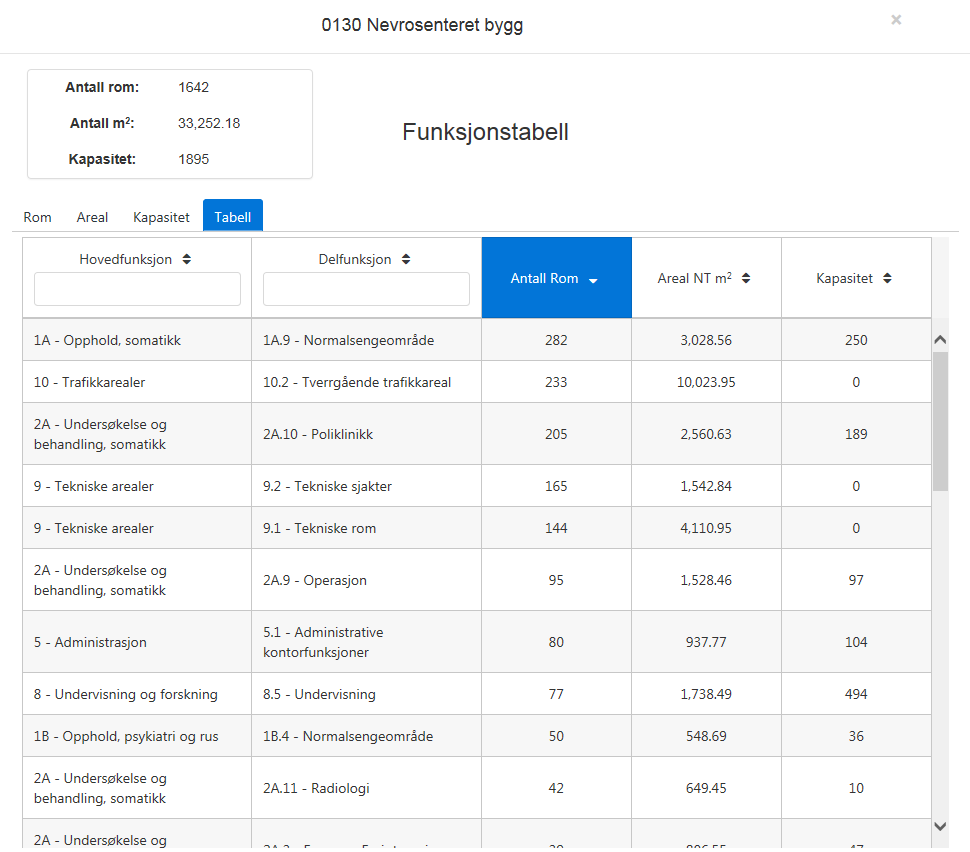 0130 Nevrosenteret bygg
×
Antall rom: 1642
Antall m²: 33,252.18
Kapasitet: 1895
Funksjonstabell
Rom Areal Kapasitet Tabell
Hovedfunksjon Delfunksjon Antall Rom Areal NT m² Kapasitet
1A - Opphold, somatikk 1A.9 - Normalsengeområde 282 3,028.56 250
10 - Trafikkarealer 10.2 - Tverrgående trafikkareal 233 10,023.95 0
2A - Undersøkelse og
behandling, somatikk 2A.10 - Poliklinikk 205 2,560.63 189
9 - Tekniske arealer 9.2 - Tekniske sjakter 165 1,542.84 0
9 - Tekniske arealer 9.1 - Tekniske rom 144 4,110.95 0
2A - Undersøkelse og
behandling, somatikk 2A.9 - Operasjon 95 1,528.46 97
5 - Administrasjon 5.1 - Administrative
kontorfunksjoner 80 937.77 104
8 - Undervisning og forskning 8.5 - Undervisning 77 1,738.49 494
1B - Opphold, psykiatri og rus 1B.4 - Normalsengeområde 50 548.69 36
2A - Undersøkelse og
behandling, somatikk 2A.11 - Radiologi 42 649.45 10
2A - Undersøkelse og